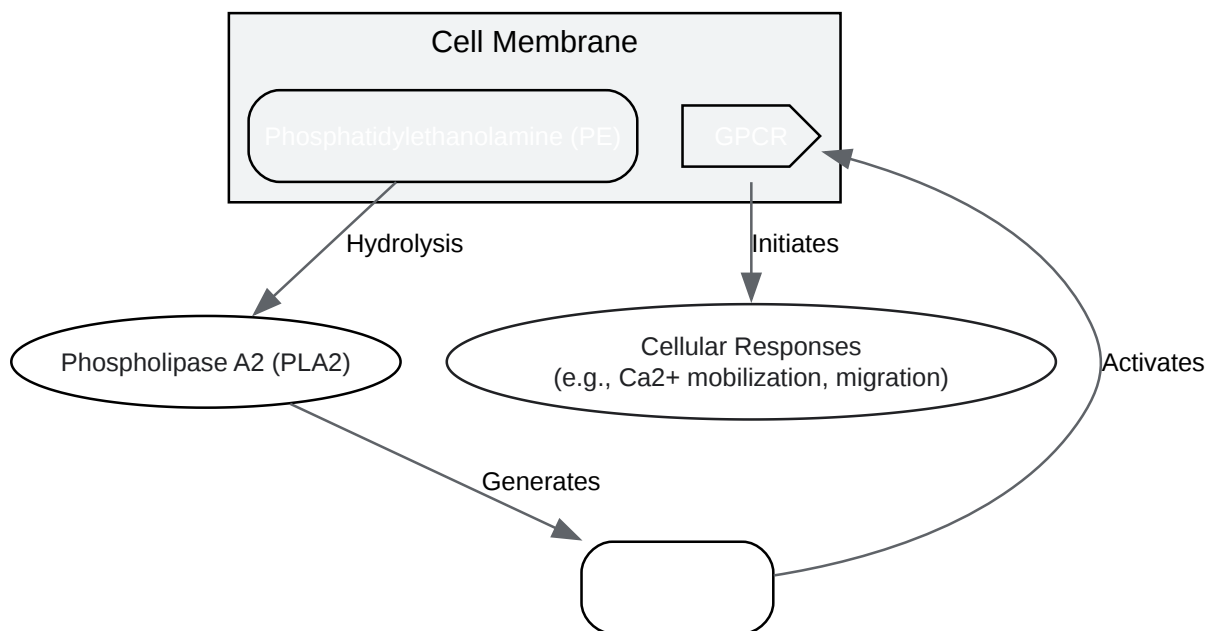 Cell Membrane
Phosphatidylethanolamine (PE)
GPCR
Hydrolysis
Initiates
Phospholipase A2 (PLA2)
Cellular Responses
(e.g., Ca2+ mobilization, migration)
Activates
Generates